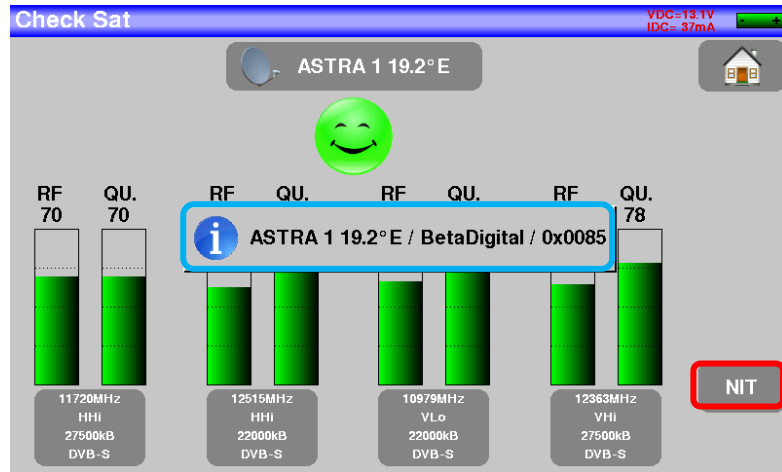 Check Sat
VDC=13.1V
IDC= 37mA
- +
ASTRA 1 19.2°E
RF QU. RF QU. RF QU. RF QU.
70 70 78
i ASTRA 1 19.2°E / BetaDigital / 0x0085
NIT
11720MHz
HHi
27500kB
DVB-S
12515MHz
HHi
22000kB
DVB-S
10979MHz
VLo
22000kB
DVB-S
12363MHz
VHi
27500kB
DVB-S